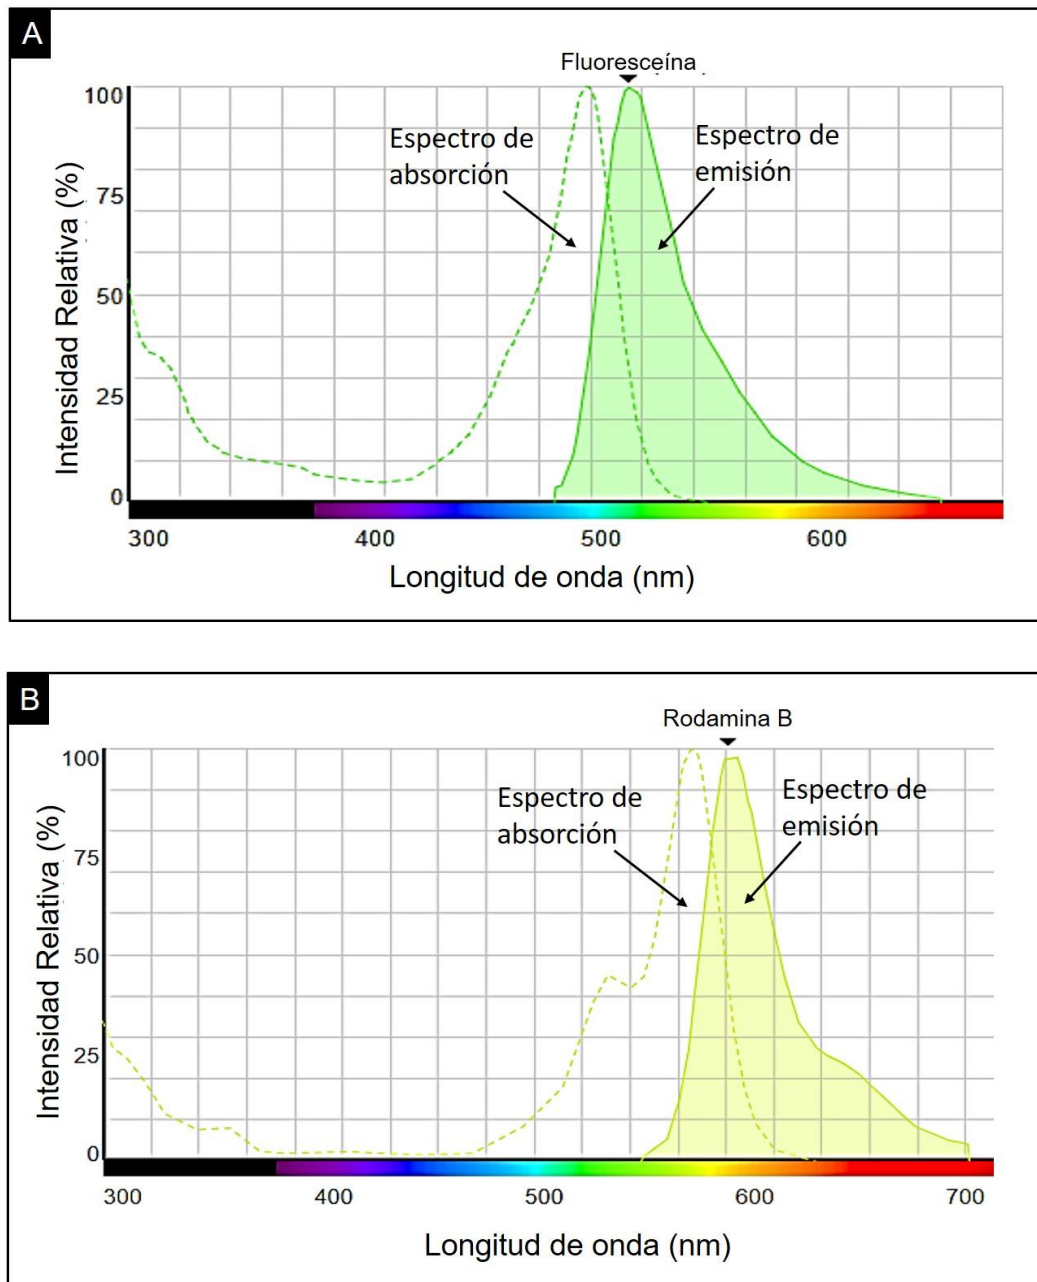 A
Fluoresceína
100
75
50
25
0
Intensidad Relativa (%)
Espectro de
absorción
Espectro de
emisión
300 400 500 600
Longitud de onda (nm)
B
Rodamina B
100
75
50
25
0
Intensidad Relativa (%)
Espectro de
absorción
Espectro de
emisión
300 400 500 600 700
Longitud de onda (nm)